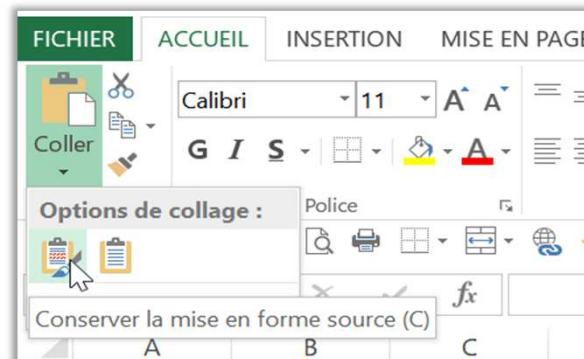 FICHIER ACCUEIL INSERTION MISE EN PAGE
Calibri 11 A A
Coller
G I S A
Police
Options de collage :
fx
Conserver la mise en forme source (C)
A B C